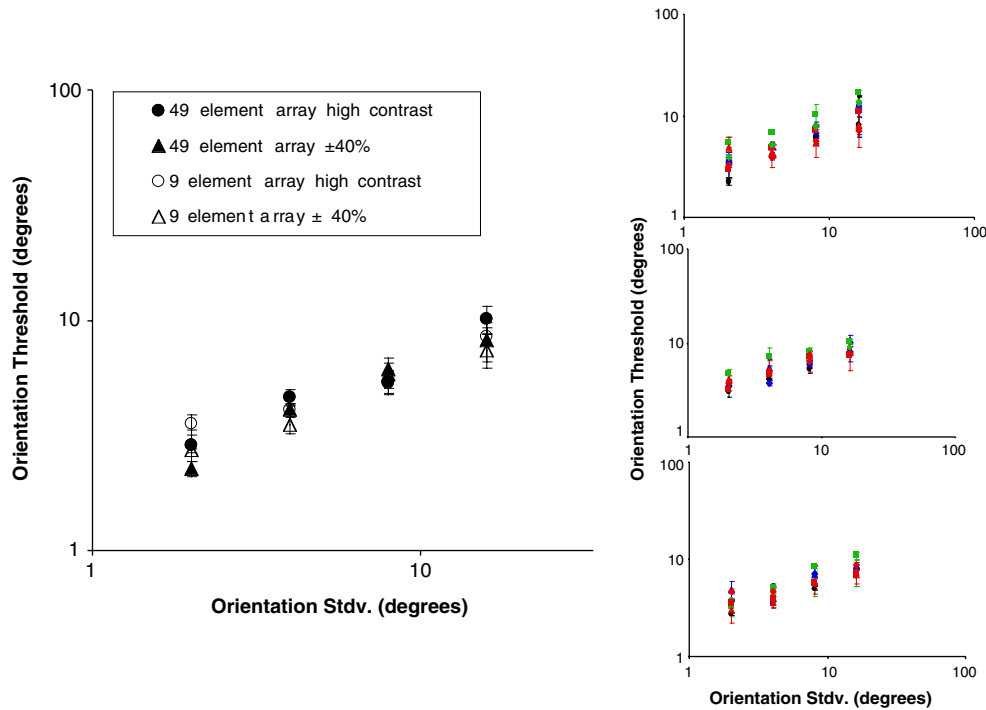 100
10
1
1
10
Orientation Threshold (degrees)
Orientation Stdv. (degrees)
49 element array high contrast
49 element array ±40%
9 element array high contrast
9 element array ± 40%
100
10
1
1
10
100
100
10
1
1
10
100
100
10
1
1
10
100
Orientation Threshold (degrees)
Orientation Stdv. (degrees)